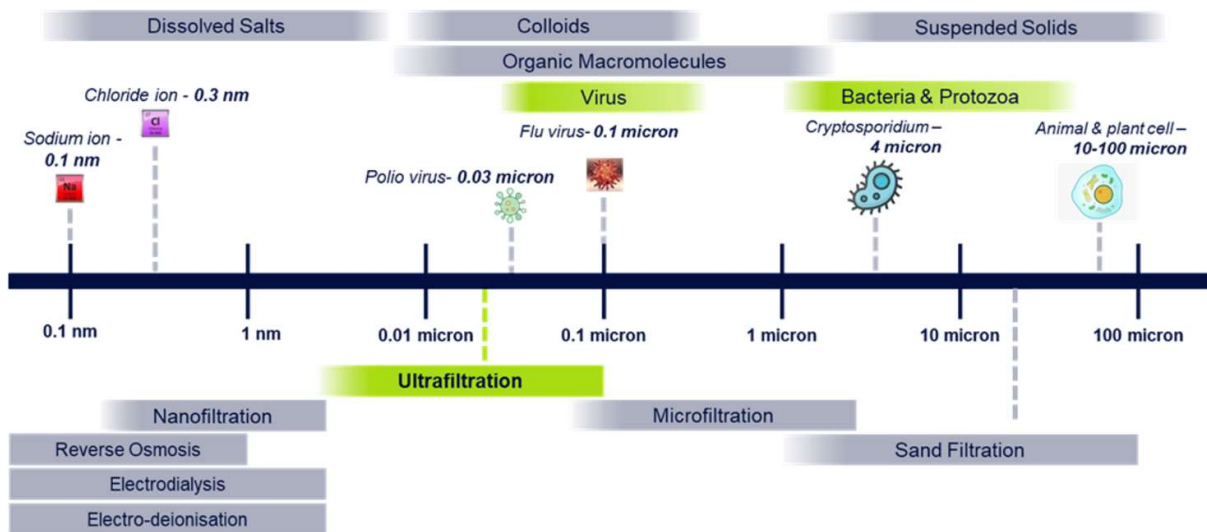 Dissolved Salts
Colloids
Suspended Solids
Organic Macromolecules
Virus
Bacteria & Protozoa
Chloride ion - 0.3 nm
Cl
Sodium ion -
0.1 nm
Na
Polio virus- 0.03 micron
Flu virus- 0.1 micron
Cryptosporidium –
4 micron
Animal & plant cell –
10-100 micron
0.1 nm
1 nm
0.01 micron
0.1 micron
1 micron
10 micron
100 micron
Ultrafiltration
Nanofiltration
Microfiltration
Reverse Osmosis
Sand Filtration
Electrodialysis
Electro-deionisation